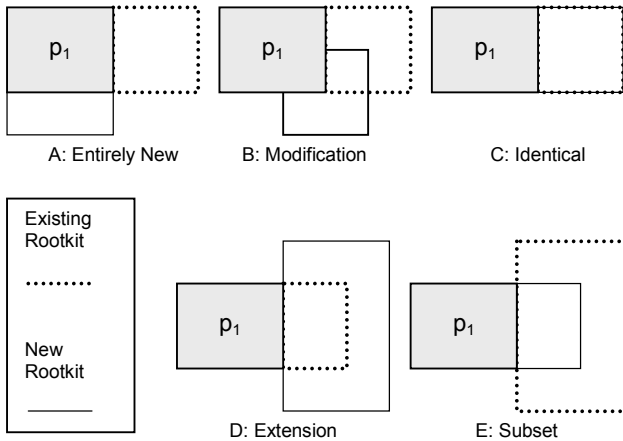 p1
p1
p1
A: Entirely New
B: Modification
C: Identical
Existing
Rootkit
New
Rootkit
p1
p1
D: Extension
E: Subset